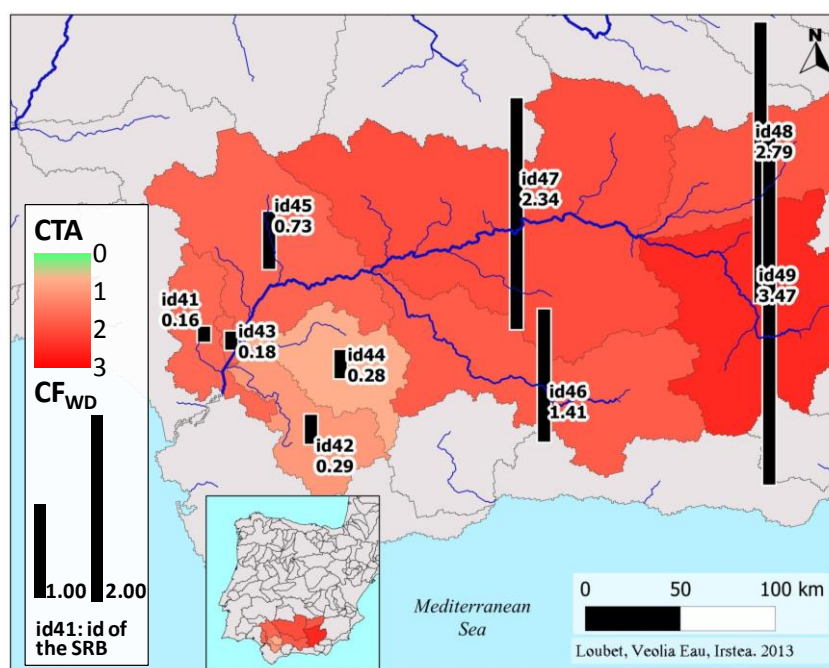 N
id48
2.79
id47
2.34
id45
0.73
id49
3.47
id41
0.16
id43
0.18
id44
0.28
id46
1.41
id42
0.29
CTA
0
1
2
3
CF WD
1.00
2.00
id41: id of
the SRB
Mediterranean
Sea
0 50 100 km
Loubet, Veolia Eau, Irstea. 2013